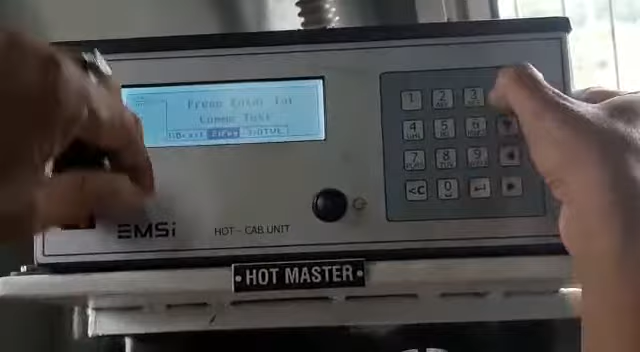 Press Enter for
Comms Test
1 2 3
4 5 6
7 8 9
<C 0
EMSi
HOT-CAB UNIT
HOT MASTER